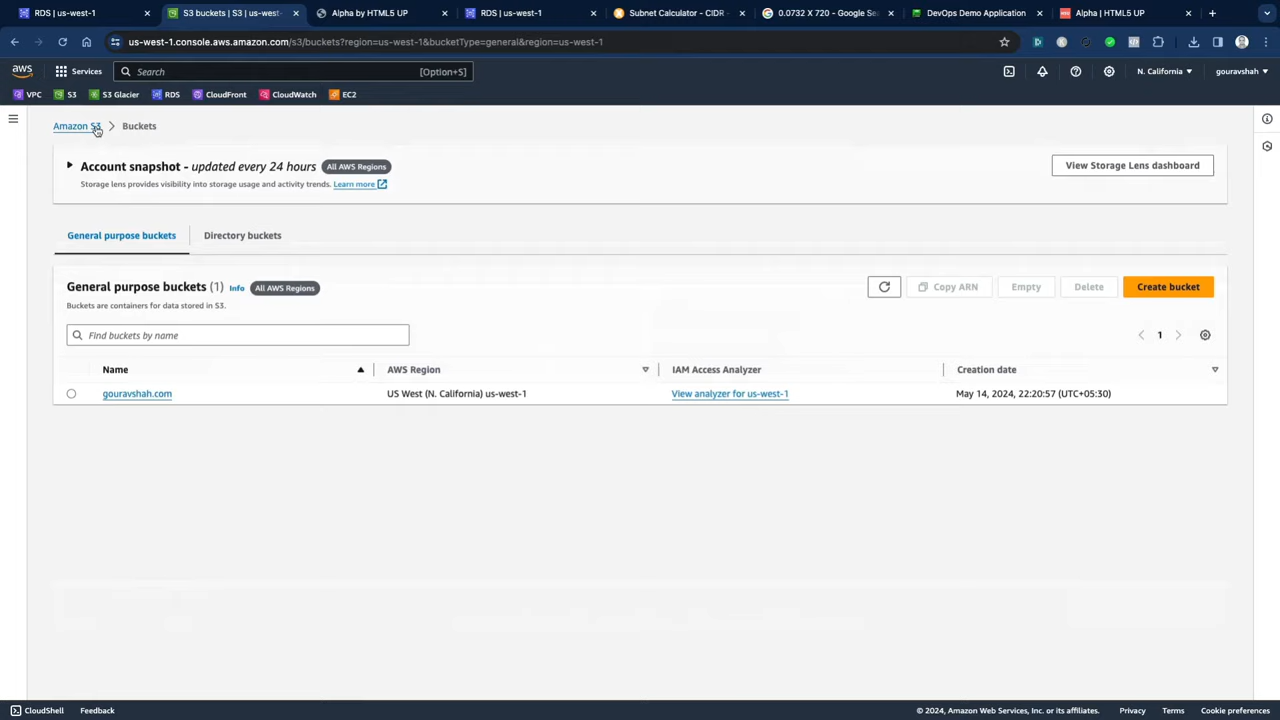 RDS | us-west-1
S3 buckets | S3 | us-west-
Alpha by HTML5 UP
RDS | us-west-1
Subnet Calculator - CIDR -
0.0732 X 720 - Google Sea
DevOps Demo Application
Alpha | HTML5 UP
us-west-1.console.aws.amazon.com/s3/buckets?region=us-west-1&bucketType=general&region=us-west-1
aws
Services
Search
[Option+S]
N. California
gouravshah
VPC
S3
S3 Glacier
RDS
CloudFront
CloudWatch
EC2
Amazon S3
Buckets
Account snapshot - updated every 24 hours
All AWS Regions
View Storage Lens dashboard
Storage lens provides visibility into storage usage and activity trends. Learn more
General purpose buckets
Directory buckets
General purpose buckets (1)
Info
All AWS Regions
Copy ARN
Empty
Delete
Create bucket
Buckets are containers for data stored in S3.
Find buckets by name
1
Name
AWS Region
IAM Access Analyzer
Creation date
gouravshah.com
US West (N. California) us-west-1
View analyzer for us-west-1
May 14, 2024, 22:20:57 (UTC+05:30)
CloudShell
Feedback
© 2024, Amazon Web Services, Inc. or its affiliates.
Privacy
Terms
Cookie preferences